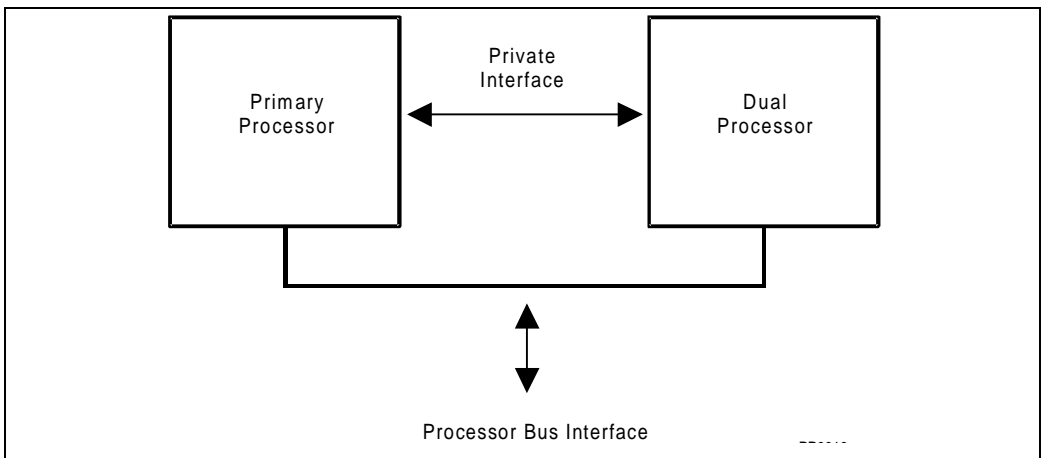 Private
Interface
Primary
Processor
Dual
Processor
Processor Bus Interface